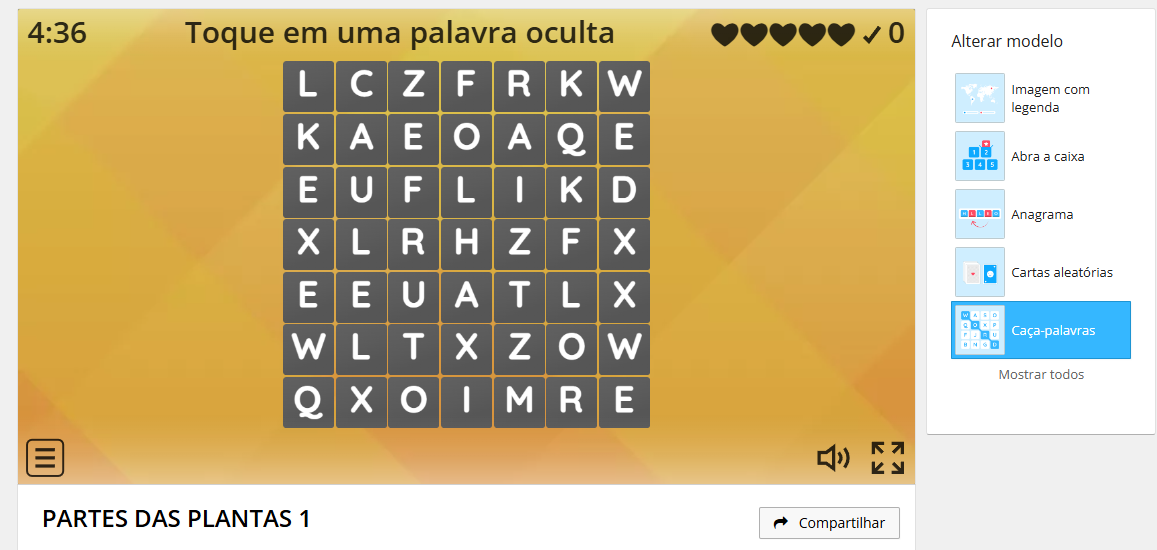 4:36
Toque em uma palavra oculta
0
L C Z F R K W
K A E O A Q E
E U F L I K D
X L R H Z F X
E E U A T L X
W L T X Z O W
Q X O I M R E
PARTES DAS PLANTAS 1
Compartilhar
Alterar modelo
Imagem com
legenda
Abra a caixa
Anagrama
Cartas aleatórias
Caça-palavras
Mostrar todos